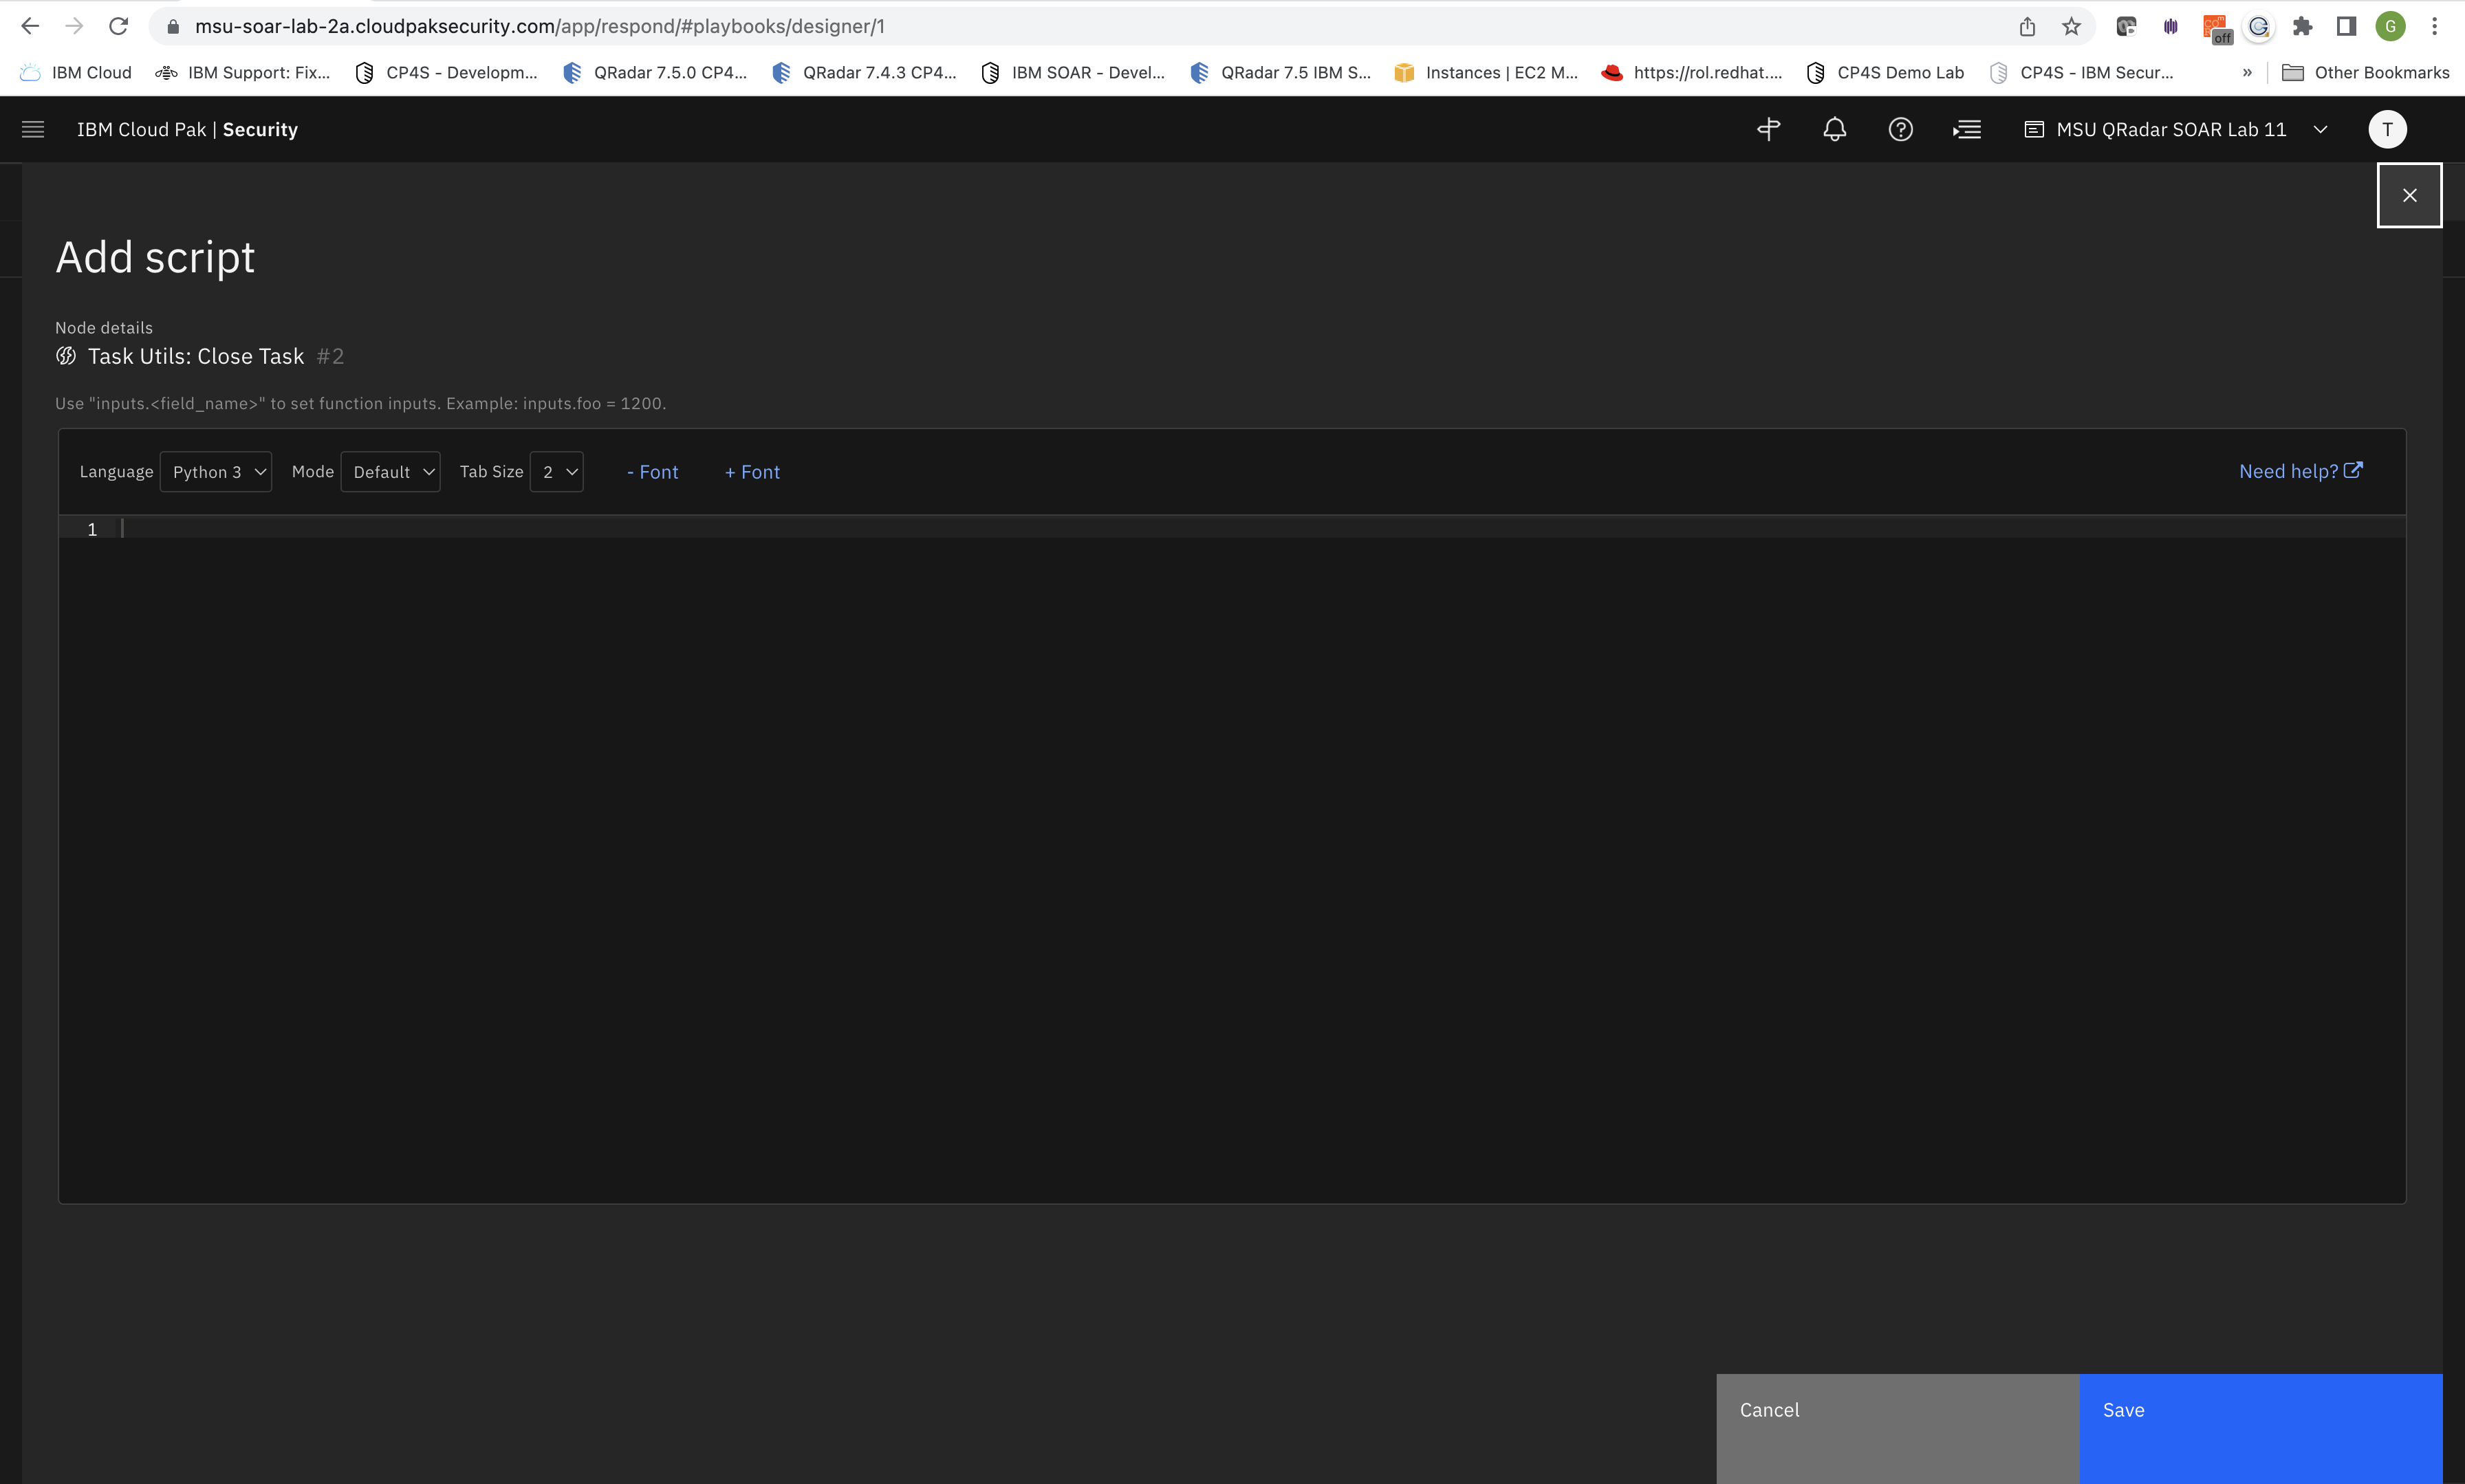 msu-soar-lab-2a.cloudpaksecurity.com/app/respond/#playbooks/designer/1
off
G
IBM Cloud
IBM Support: Fix...
CP4S - Developm...
QRadar 7.5.0 CP4...
QRadar 7.4.3 CP4...
IBM SOAR - Devel...
QRadar 7.5 IBM S...
Instances | EC2 M...
https://rol.redhat....
CP4S Demo Lab
CP4S - IBM Secur...
»
Other Bookmarks
IBM Cloud Pak | Security
MSU QRadar SOAR Lab 11
T
Add script
Node details
Task Utils: Close Task #2
Use "inputs.<field_name>" to set function inputs. Example: inputs.foo = 1200.
Language Python 3 Mode Default Tab Size 2 - Font + Font
Need help?
1
Cancel
Save